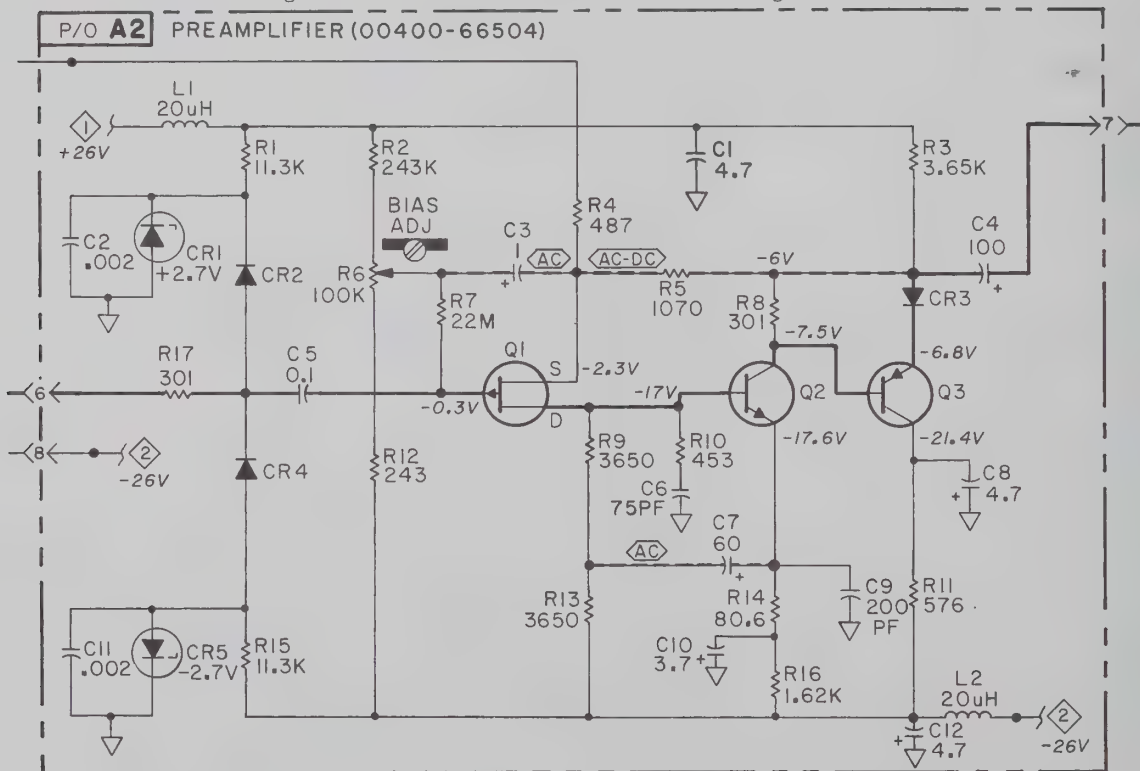 P/O A2 PREAMPLIFIER (00400-66504)
L1
20uH
1
+26V
R1
11.3K
R2
243K
C1
4.7
R3
3.65K
7
BIAS
ADJ
R4
487
C2
.002
CR1
+2.7V
CR2
R6
100K
C3
1
+
AC
AC-DC
-6V
C4
100
+
R5
1070
R7
22M
R8
301
CR3
-7.5V
R17
301
C5
0.1
Q1
S
-2.3V
-6.8V
6
-0.3V
-17V
Q2
Q3
D
8
2
-26V
-17.6V
-21.4V
CR4
R12
243
R9
3650
R10
453
C8
4.7
+
C6
75PF
AC
C7
60
+
R13
3650
R14
80.6
C9
200
PF
R11
576
C11
.002
CR5
-2.7V
R15
11.3K
C10
3.7
+
R16
1.62K
L2
20uH
2
-26V
C12
4.7
+